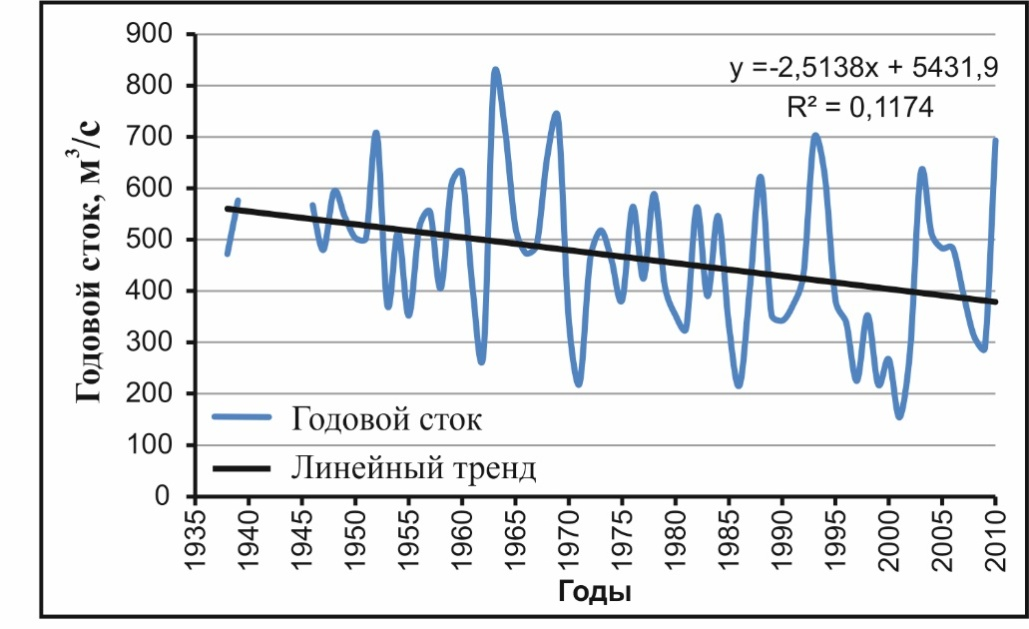 900
800
700
600
500
400
300
200
100
0
Годовой сток, м³/с
y =-2,5138x + 5431,9
R² = 0,1174
Годовой сток
Линейный тренд
1935 1940 1945 1950 1955 1960 1965 1970 1975 1980 1985 1990 1995 2000 2005 2010
Годы